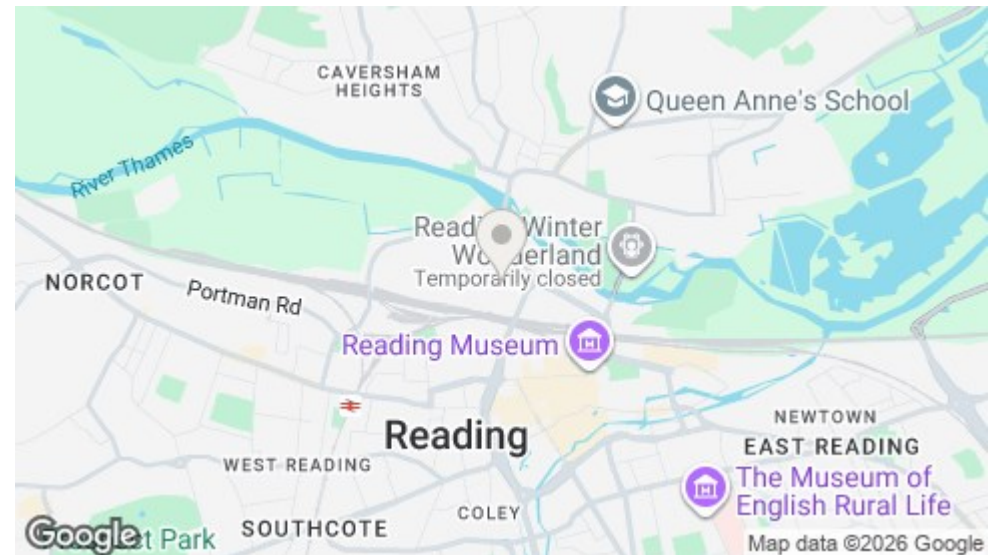 CAVERSHAM
HEIGHTS
Queen Anne's School
River Thames
Winter
Temporarily closed
NORCOT
Portman Rd
Reading Museum
Reading
NEWTOWN
EAST READING
WEST READING
The Museum of
English Rural Life
COLEY
SOUTHCOTE
Park
Google
Map data ©2026 Google